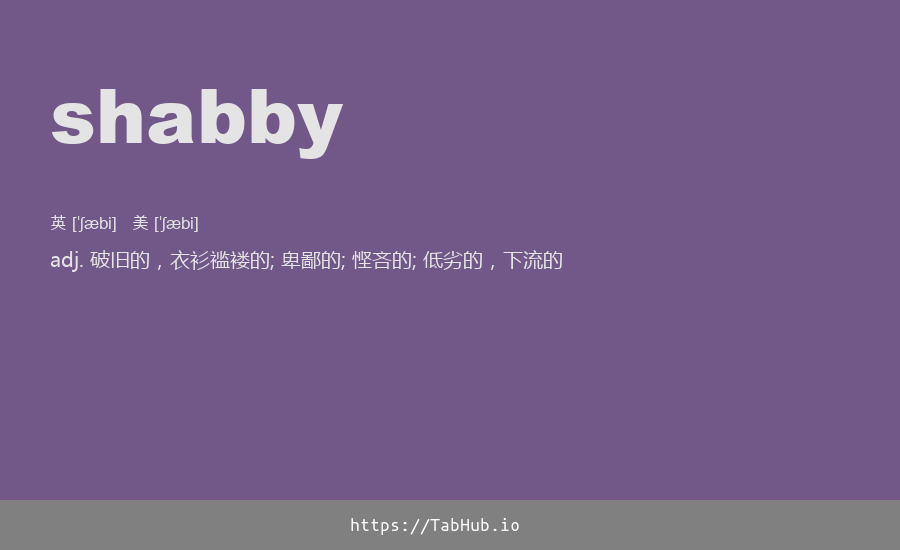 shabby
英 [ˈʃæbi] 美 [ˈʃæbi]
adj. 破旧的，衣衫褴褛的; 卑鄙的; 悭吝的; 低劣的，下流的
https://TabHub.io